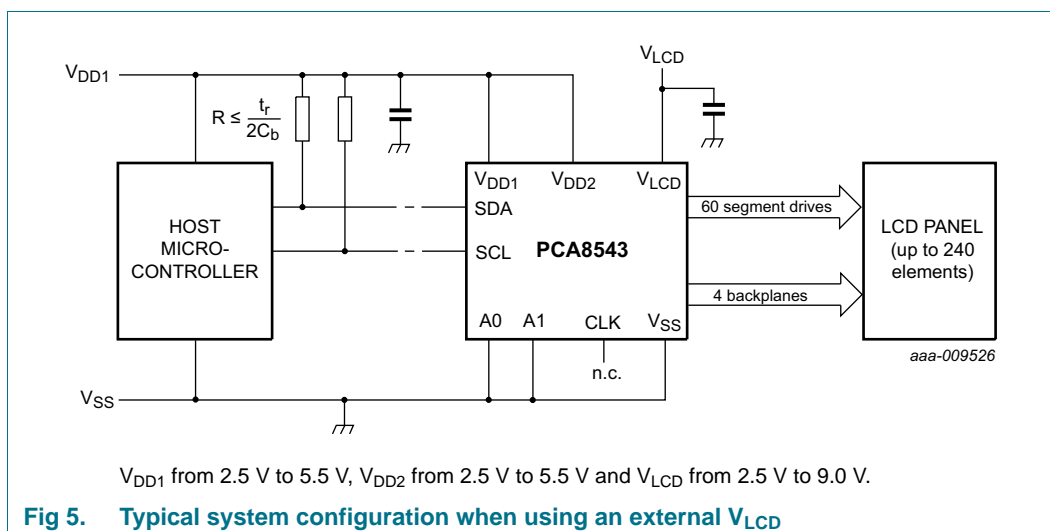 VDD1
VLCD
R ≤ tr
2Cb
HOST
MICRO-
CONTROLLER
VDD1
VDD2
VLCD
SDA
SCL
PCA8543
A0
A1
CLK
VSS
n.c.
60 segment drives
4 backplanes
LCD PANEL
(up to 240
elements)
aaa-009526
VSS
VDD1 from 2.5 V to 5.5 V, VDD2 from 2.5 V to 5.5 V and VLCD from 2.5 V to 9.0 V.
Fig 5. Typical system configuration when using an external VLCD